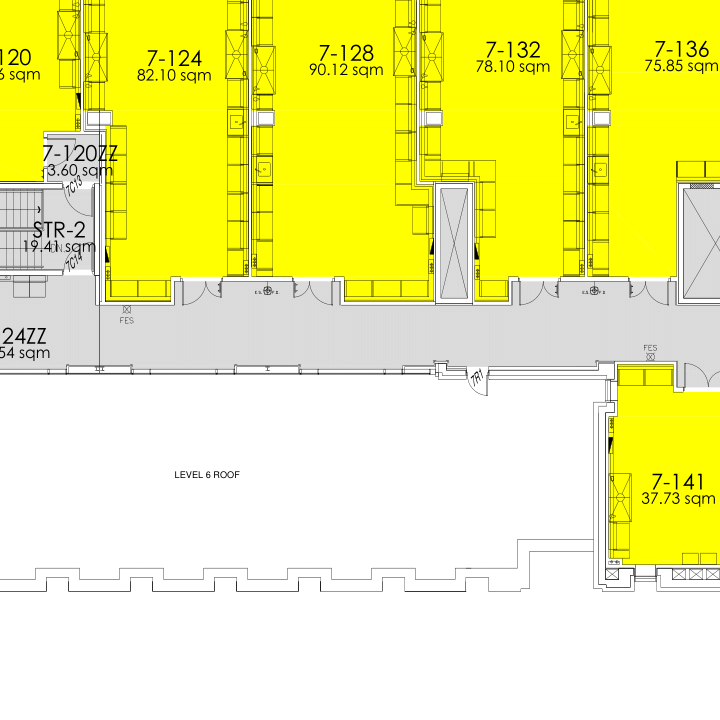 120
6 sqm
7-124
82.10 sqm
7-128
90.12 sqm
7-132
78.10 sqm
7-136
75.85 sqm
7-120ZZ
3.60 sqm
7C13
STR-2
19.41 sqm
DN
7C14
24ZZ
54 sqm
FES
FES
7R1
LEVEL 6 ROOF
7-141
37.73 sqm